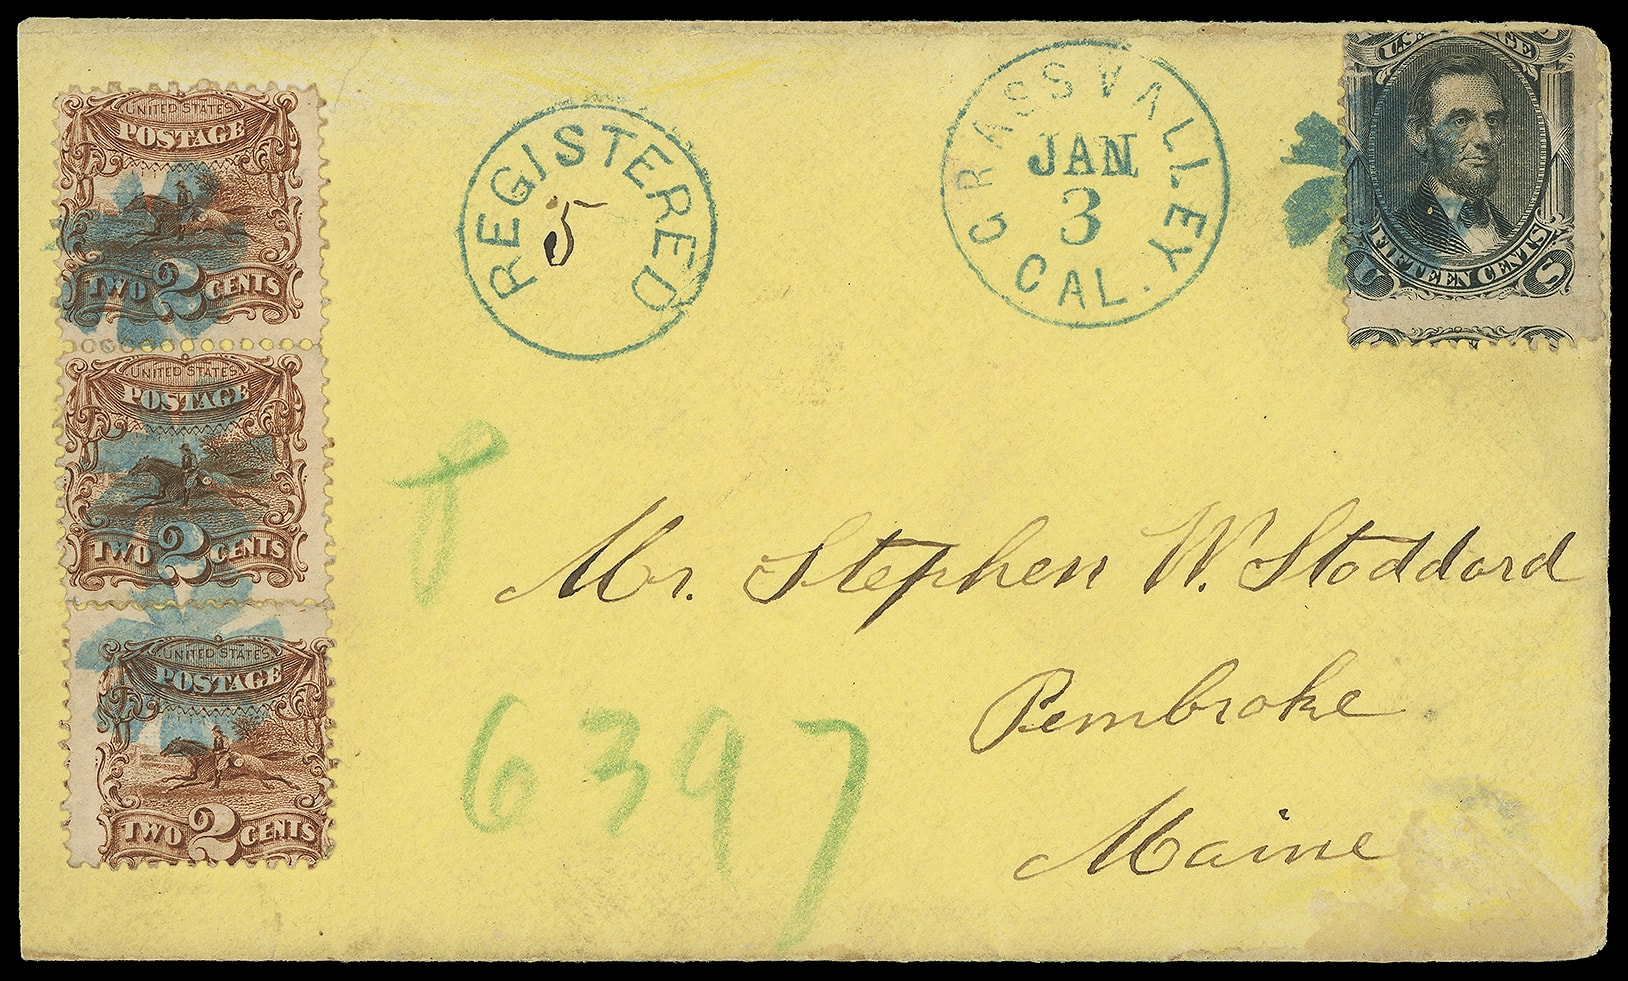 UNITED STATES
POSTAGE
TWO 2 CENTS
UNITED STATES
POSTAGE
TWO 2 CENTS
UNITED STATES
POSTAGE
TWO 2 CENTS
REGISTERED
5
GRASS VALLEY
JAN
3
CAL.
FIFTEEN CENTS
U S
Mr. Stephen W. Stoddard
Pembroke
Maine
6397